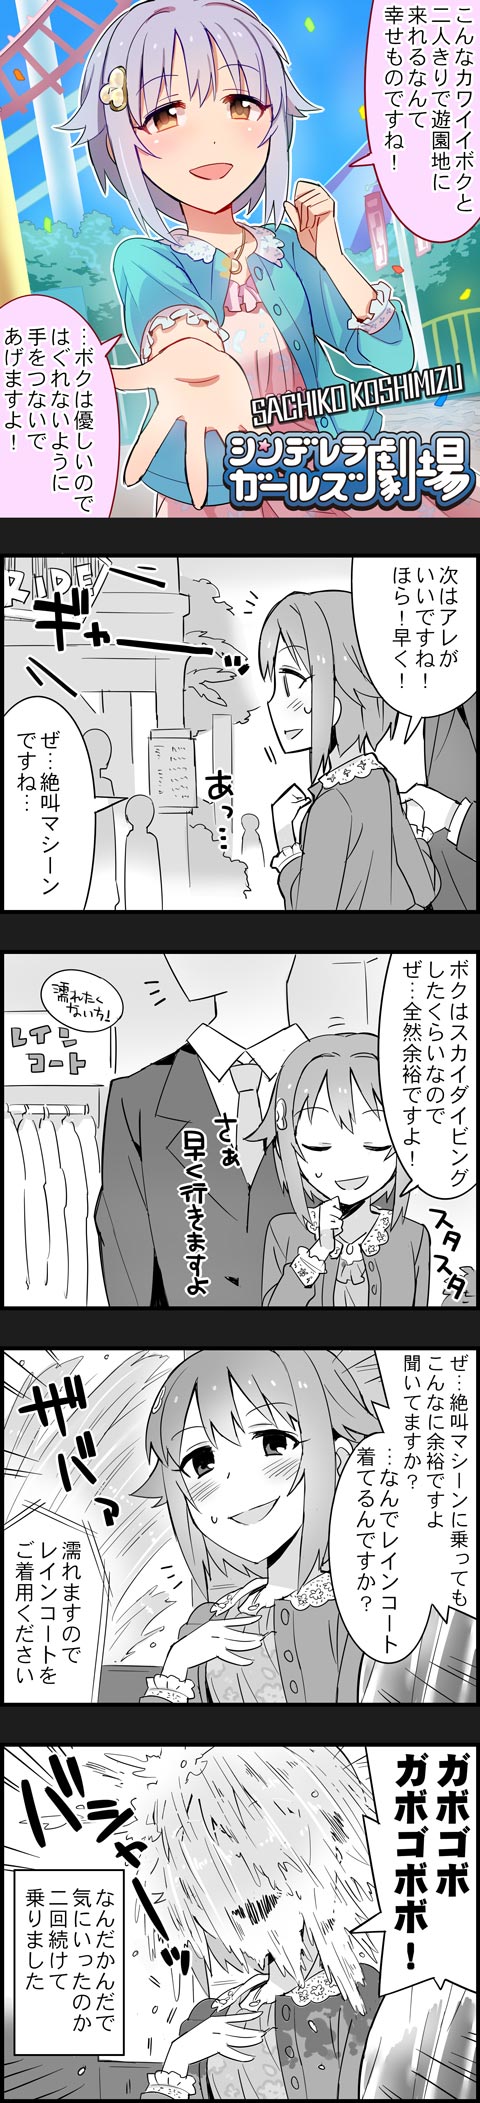 こんなカワイイボクと
二人きりで遊園地に
来れるなんて
幸せものですね！
…ボクは優しいので
はぐれないように
手をつないで
あげますよ！
SACHIKO KOSHIMIZU
シンデレラ
ガールズ劇場
次はアレが
いいですね！
ほら！早く！
RIDE
ギャーーッ
あっ…
ぜ…絶叫マシーン
ですね…
ボクはスカイダイビング
したくらいなので
ぜ…全然余裕ですよ！
濡れたく
ない方！
レイン
コート
さぁ
早く行きますよ
スタスタ
ぜ…絶叫マシーンに乗っても
こんなに余裕ですよ
聞いてますか？
…なんでレインコート
着てるんですか？
ザバァッ
濡れますので
レインコートを
ご着用ください
ガボゴボ
ガボゴボボ！
バシャーッ
なんだかんだで
気にいったのか
二回続けて
乗りました